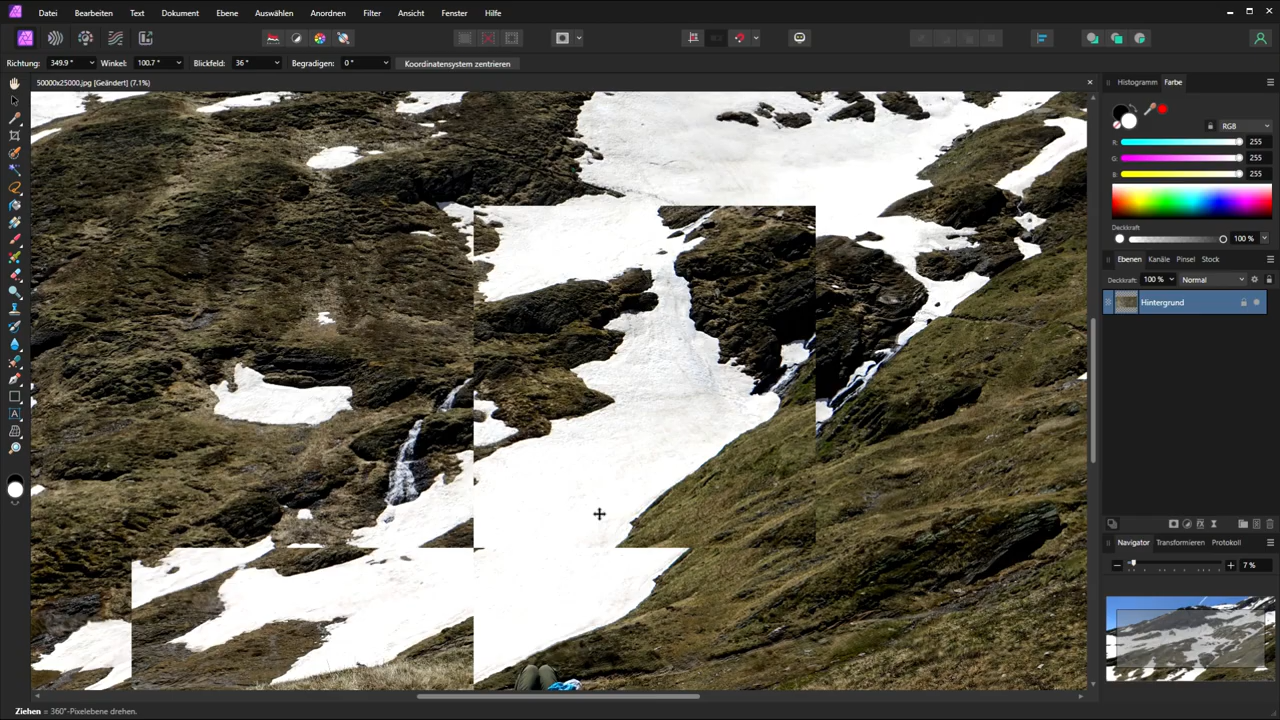 Datei Bearbeiten Text Dokument Ebene Auswählen Anordnen Filter Ansicht Fenster Hilfe
Richtung: 349.9 ° Winkel: 100.7 ° Blickfeld: 36 ° Begradigen: 0 ° Koordinatensystem zentrieren
50000x25000.jpg [Geändert] (7.1%)
Histogramm Farbe
RGB
R: 255
G: 255
B: 255
Deckkraft
100 %
Ebenen Kanäle Pinsel Stock
Deckkraft: 100 % Normal
Hintergrund
Navigator Transformieren Protokoll
7 %
Ziehen = 360°-Pixelebene drehen.